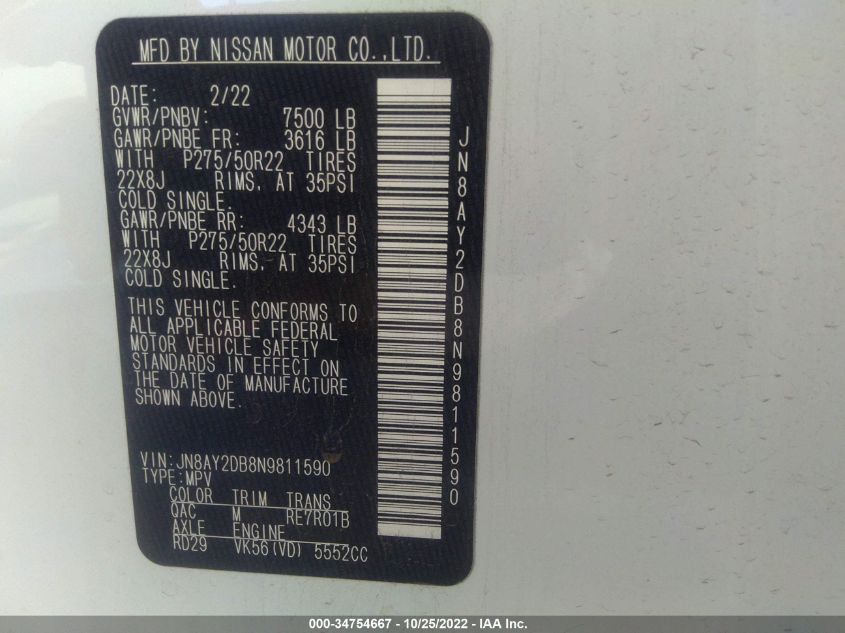 MFD BY NISSAN MOTOR CO.,LTD.
DATE: 2/22
GVWR/PNBV: 7500 LB
GAWR/PNBE FR: 3616 LB
WITH P275/50R22 TIRES
22X8J RIMS, AT 35PSI
COLD SINGLE.
GAWR/PNBE RR: 4343 LB
WITH P275/50R22 TIRES
22X8J RIMS, AT 35PSI
COLD SINGLE.
THIS VEHICLE CONFORMS TO
ALL APPLICABLE FEDERAL
MOTOR VEHICLE SAFETY
STANDARDS IN EFFECT ON
THE DATE OF MANUFACTURE
SHOWN ABOVE.
VIN:JN8AY2DB8N9811590
TYPE:MPV
COLOR TRIM TRANS
QAC M RE7R01B
AXLE ENGINE
RD29 VK56(VD) 5552CC
JN8AY2DB8N9811590
000-34754667 - 10/25/2022 - IAA Inc.